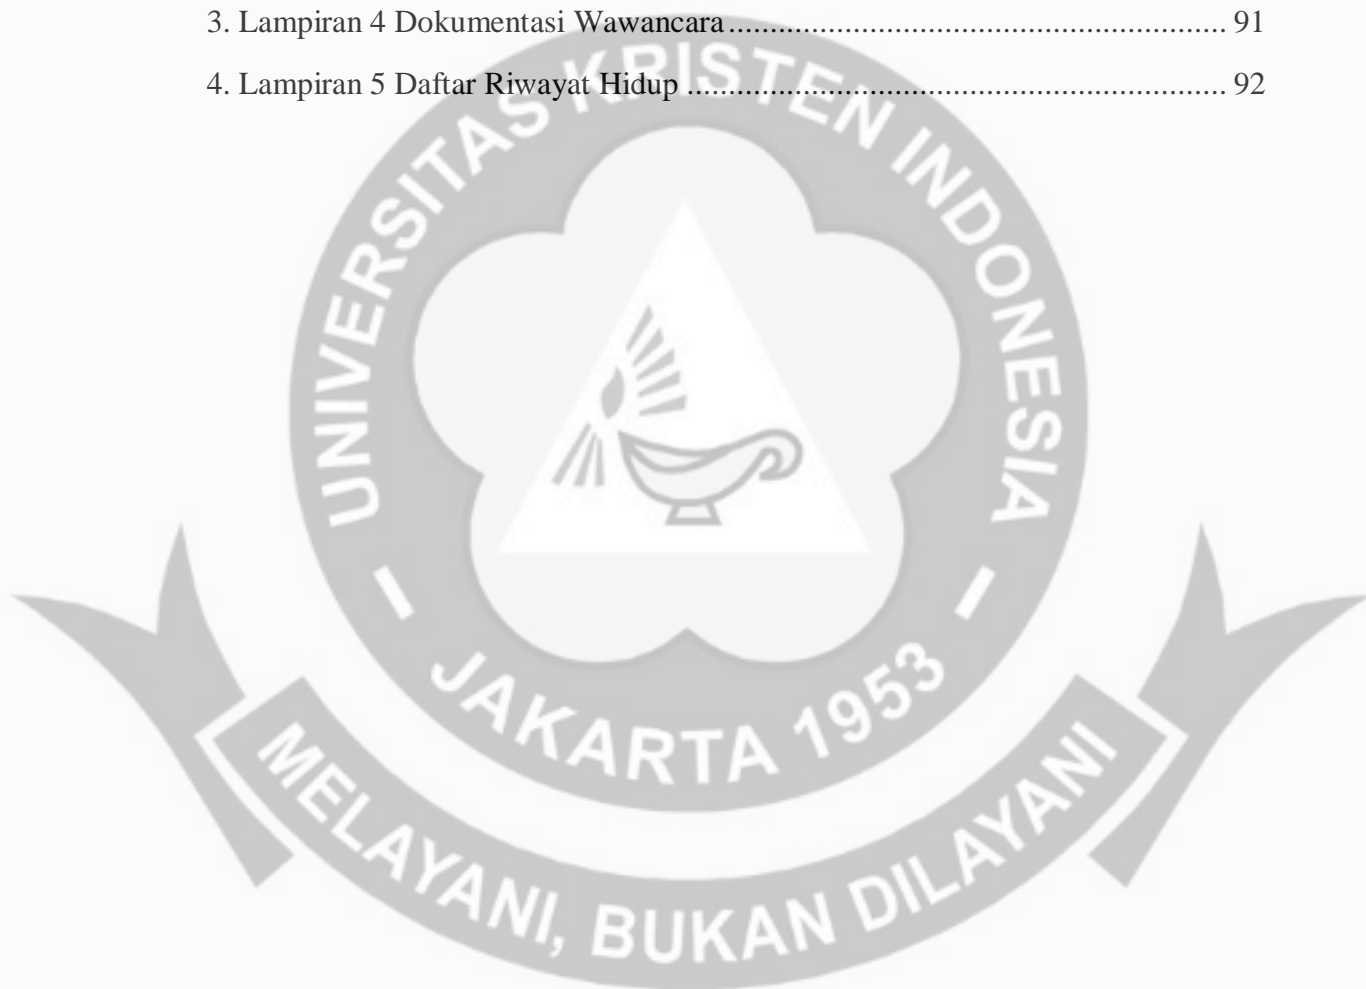 3. Lampiran 4 Dokumentasi Wawancara ................................................................ 91
4. Lampiran 5 Daftar Riwayat Hidup ..................................................................... 92
UNIVERSITAS KRISTEN INDONESIA
- JAKARTA 1953 -
MELAYANI, BUKAN DILAYANI